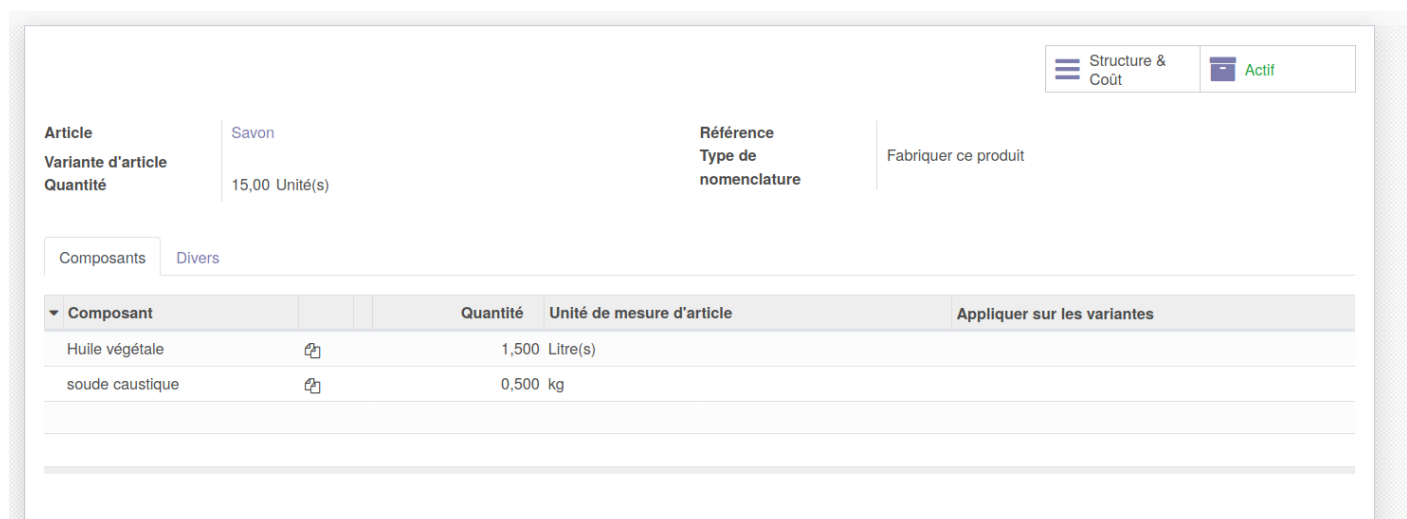 Structure & Coût
Actif
Article Savon
Variante d'article
Quantité 15,00 Unité(s)
Référence
Type de nomenclature Fabriquer ce produit
Composants Divers
Composant Quantité Unité de mesure d'article Appliquer sur les variantes
Huile végétale 1,500 Litre(s)
soude caustique 0,500 kg